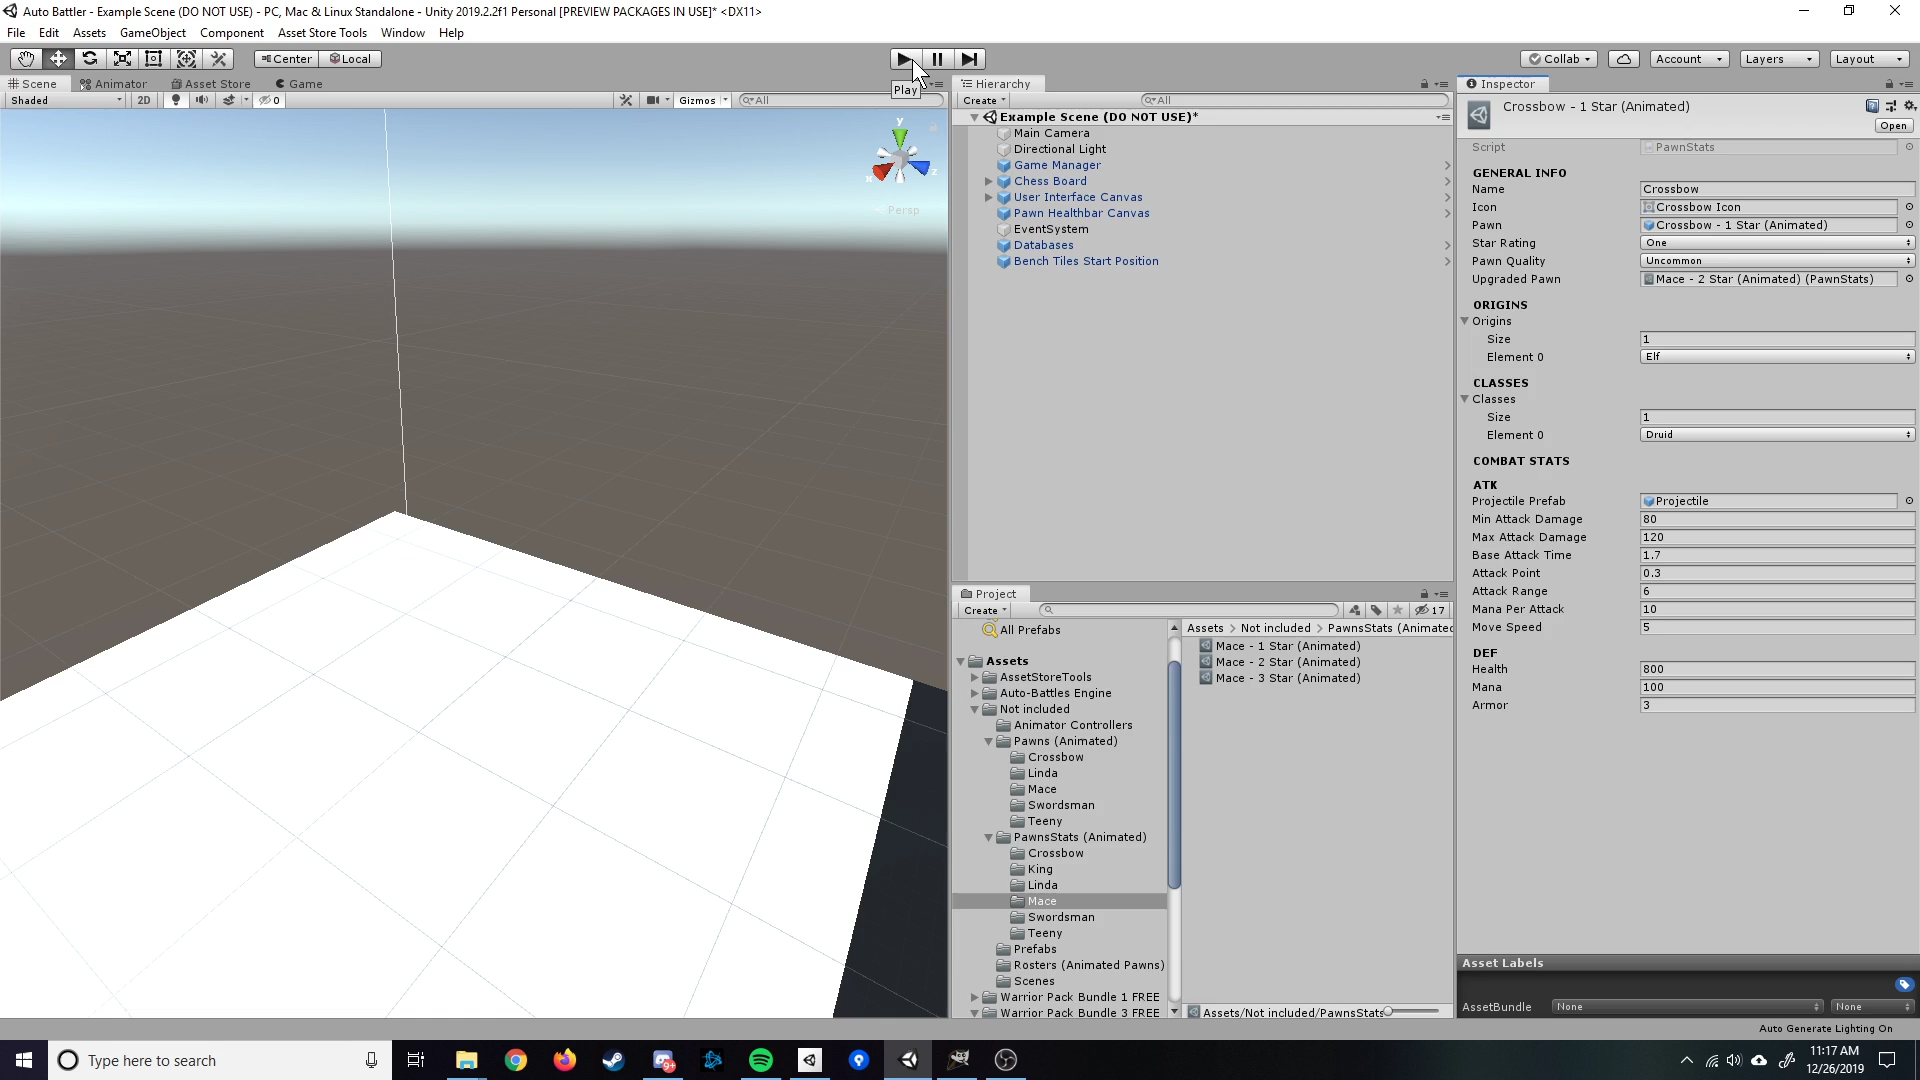 Auto Battler - Example Scene (DO NOT USE) - PC, Mac & Linux Standalone - Unity 2019.2.2f1 Personal [PREVIEW PACKAGES IN USE]* <DX11>
File Edit Assets GameObject Component Asset Store Tools Window Help
Center Local
Collab Account Layers Layout
Scene Animator Asset Store Game
Shaded 2D 0 Gizmos All
Play
y
x
z
Persp
Hierarchy
Create All
Example Scene (DO NOT USE)*
Main Camera
Directional Light
Game Manager
Chess Board
User Interface Canvas
Pawn Healthbar Canvas
EventSystem
Databases
Bench Tiles Start Position
Project
Create 17
All Prefabs
Assets
AssetStoreTools
Auto-Battles Engine
Not included
Animator Controllers
Pawns (Animated)
Crossbow
Linda
Mace
Swordsman
Teeny
PawnsStats (Animated)
Crossbow
King
Linda
Mace
Swordsman
Teeny
Prefabs
Rosters (Animated Pawns)
Scenes
Warrior Pack Bundle 1 FREE
Warrior Pack Bundle 3 FREE
Assets > Not included > PawnsStats (Animated
Mace - 1 Star (Animated)
Mace - 2 Star (Animated)
Mace - 3 Star (Animated)
Assets/Not included/PawnsStats
Inspector
Crossbow - 1 Star (Animated)
Open
Script PawnStats
GENERAL INFO
Name Crossbow
Icon Crossbow Icon
Pawn Crossbow - 1 Star (Animated)
Star Rating One
Pawn Quality Uncommon
Upgraded Pawn Mace - 2 Star (Animated) (PawnStats)
ORIGINS
Origins
Size 1
Element 0 Elf
CLASSES
Classes
Size 1
Element 0 Druid
COMBAT STATS
ATK
Projectile Prefab Projectile
Min Attack Damage 80
Max Attack Damage 120
Base Attack Time 1.7
Attack Point 0.3
Attack Range 6
Mana Per Attack 10
Move Speed 5
DEF
Health 800
Mana 100
Armor 3
Asset Labels
AssetBundle None None
Auto Generate Lighting On
Type here to search
9+
11:17 AM
12/26/2019